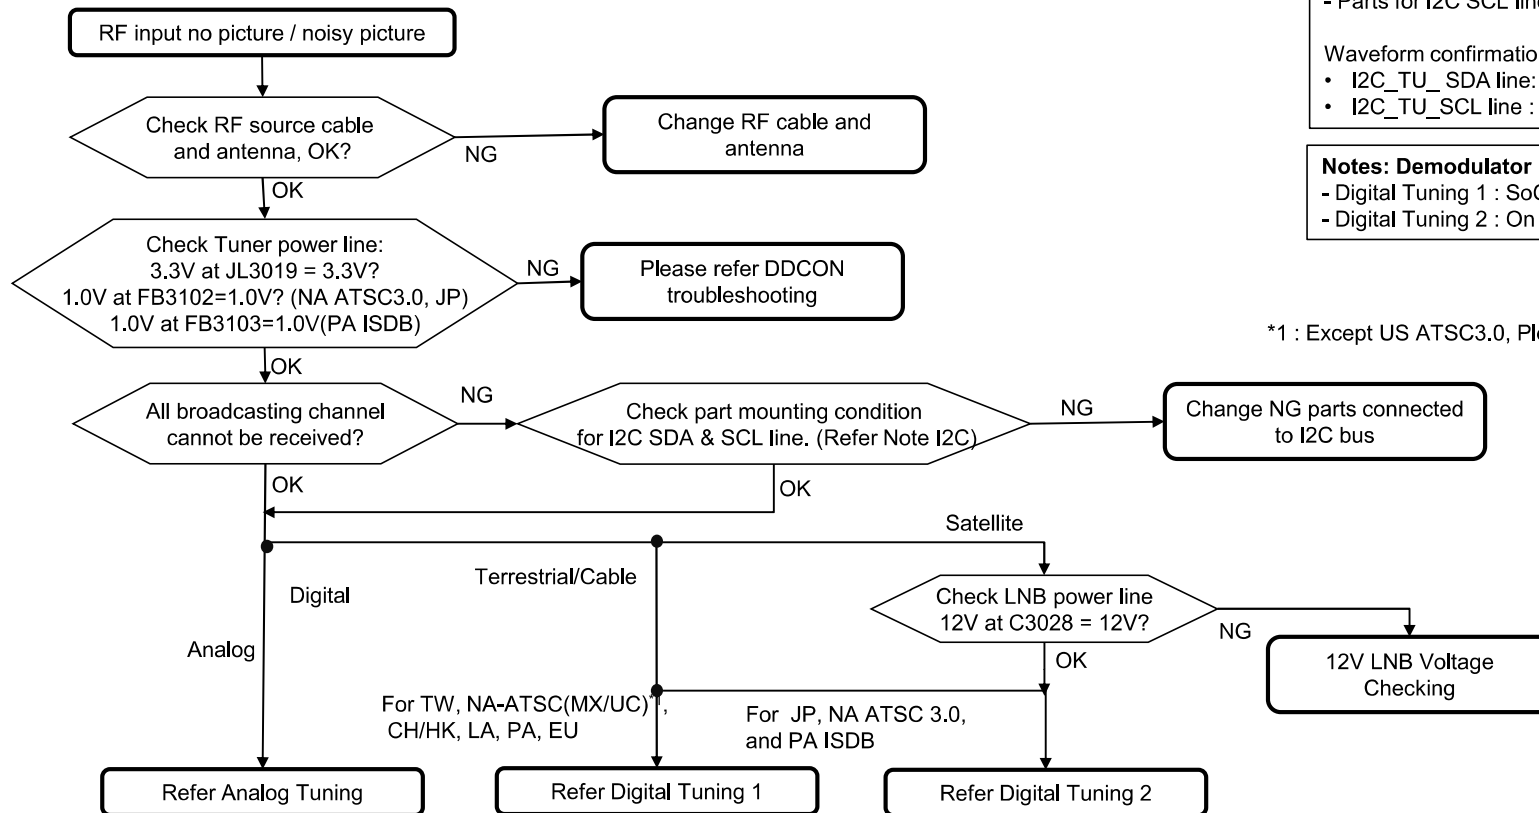 RF input no picture / noisy picture
Check RF source cable
and antenna, OK?
NG
Change RF cable and
antenna
OK
Check Tuner power line:
3.3V at JL3019 = 3.3V?
1.0V at FB3102=1.0V? (NA ATSC3.0, JP)
1.0V at FB3103=1.0V(PA ISDB)
NG
Please refer DDCON
troubleshooting
OK
All broadcasting channel
cannot be received?
NG
Check part mounting condition
for I2C SDA & SCL line. (Refer Note I2C)
NG
Change NG parts connected
to I2C bus
OK
OK
Satellite
Terrestrial/Cable
Digital
Analog
Check LNB power line
12V at C3028 = 12V?
NG
OK
12V LNB Voltage
Checking
For TW, NA-ATSC(MX/UC)*1,
CH/HK, LA, PA, EU
For JP, NA ATSC 3.0,
and PA ISDB
Refer Analog Tuning
Refer Digital Tuning 1
Refer Digital Tuning 2
- Parts for I2C SCL
Waveform
• I2C_TU_ SDA line:
• I2C_TU_SCL line :
Notes: Demodulator
- Digital Tuning 1 :
- Digital Tuning 2 : On
*1 : Except US ATSC3.0,